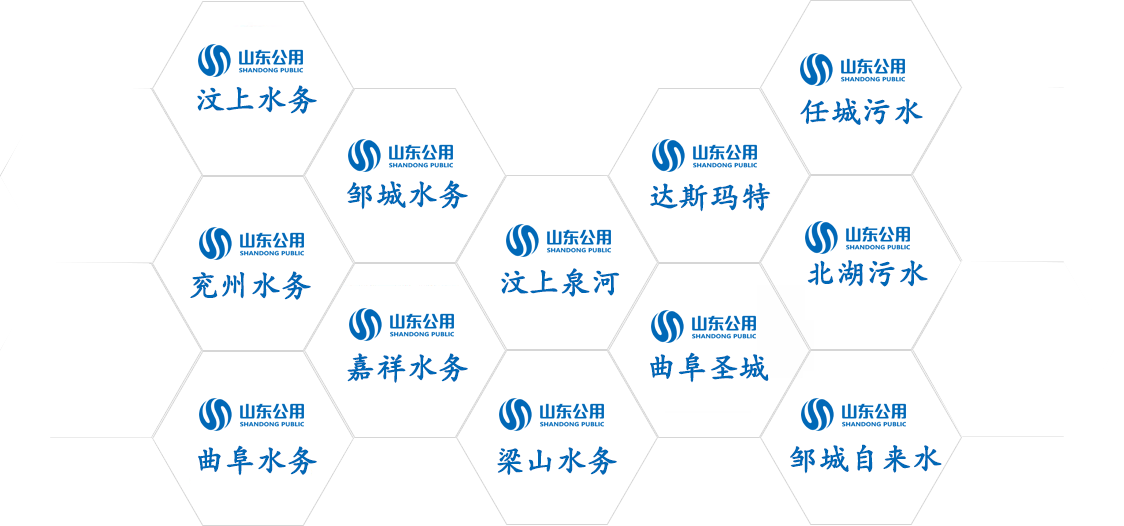 山东公用
SHANDONG PUBLIC
汶上水务
山东公用
SHANDONG PUBLIC
兖州水务
山东公用
SHANDONG PUBLIC
曲阜水务
山东公用
SHANDONG PUBLIC
邹城水务
山东公用
SHANDONG PUBLIC
嘉祥水务
山东公用
SHANDONG PUBLIC
汶上泉河
山东公用
SHANDONG PUBLIC
梁山水务
山东公用
SHANDONG PUBLIC
达斯玛特
山东公用
SHANDONG PUBLIC
曲阜圣城
山东公用
SHANDONG PUBLIC
任城污水
山东公用
SHANDONG PUBLIC
北湖污水
山东公用
SHANDONG PUBLIC
邹城自来水